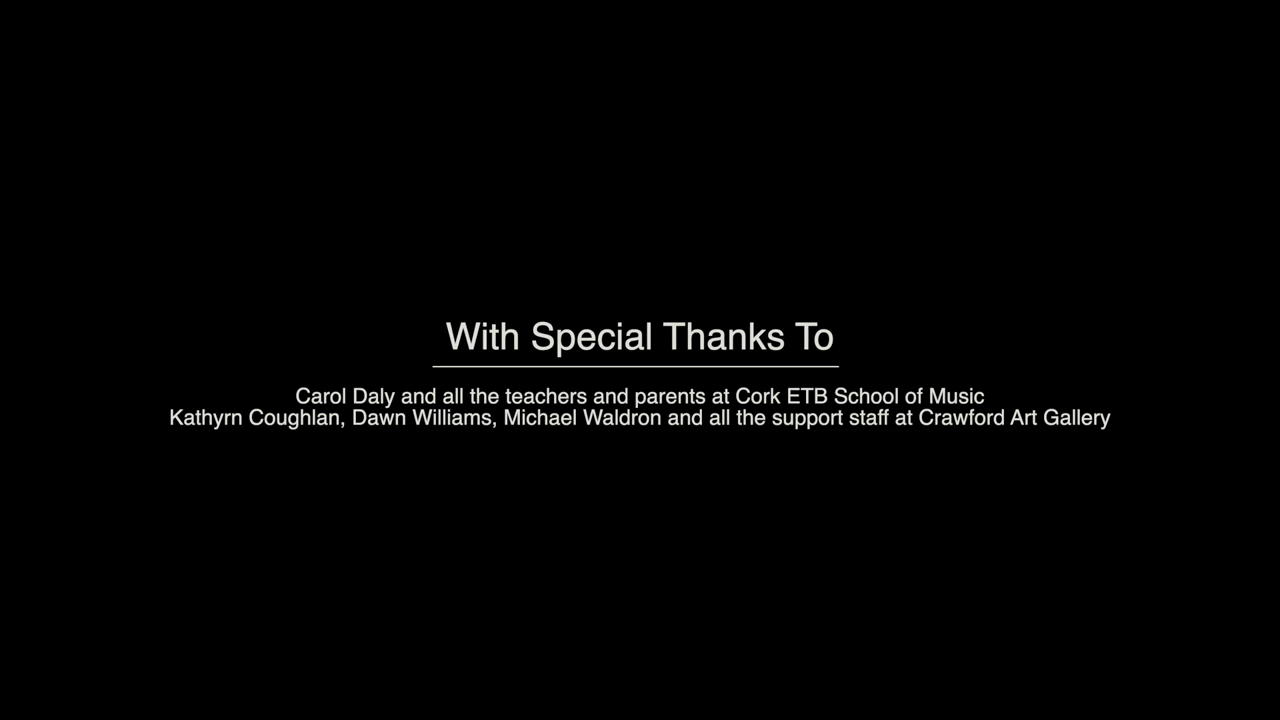 With Special Thanks To
Carol Daly and all the teachers and parents at Cork ETB School of Music
Kathyrn Coughlan, Dawn Williams, Michael Waldron and all the support staff at Crawford Art Gallery